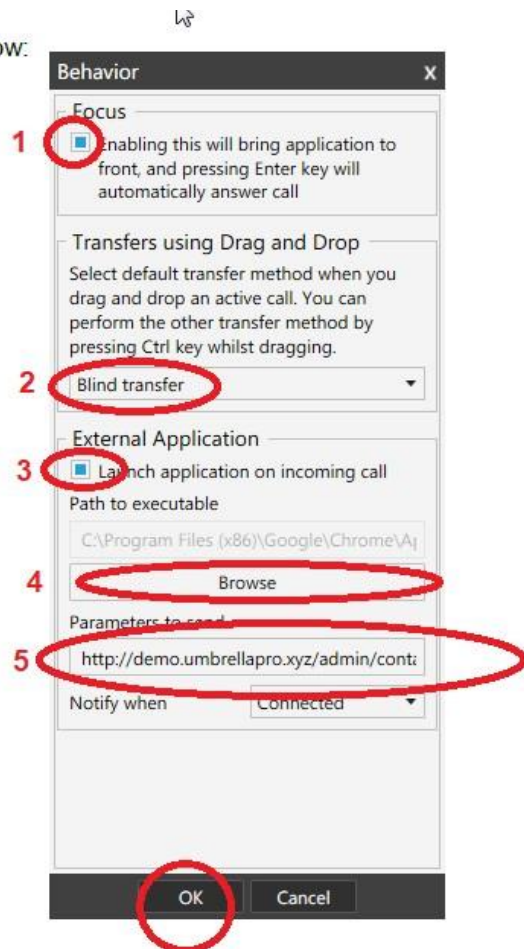 ow:
Behavior x
Focus
1 Enabling this will bring application to
front, and pressing Enter key will
automatically answer call
Transfers using Drag and Drop
Select default transfer method when you
drag and drop an active call. You can
perform the other transfer method by
pressing Ctrl key whilst dragging.
2 Blind transfer
External Application
3 Launch application on incoming call
Path to executable
C:\Program Files (x86)\Google\Chrome\Ap
4 Browse
Parameters to send
5 http://demo.umbrellapro.xyz/admin/conta
Notify when Connected
OK Cancel